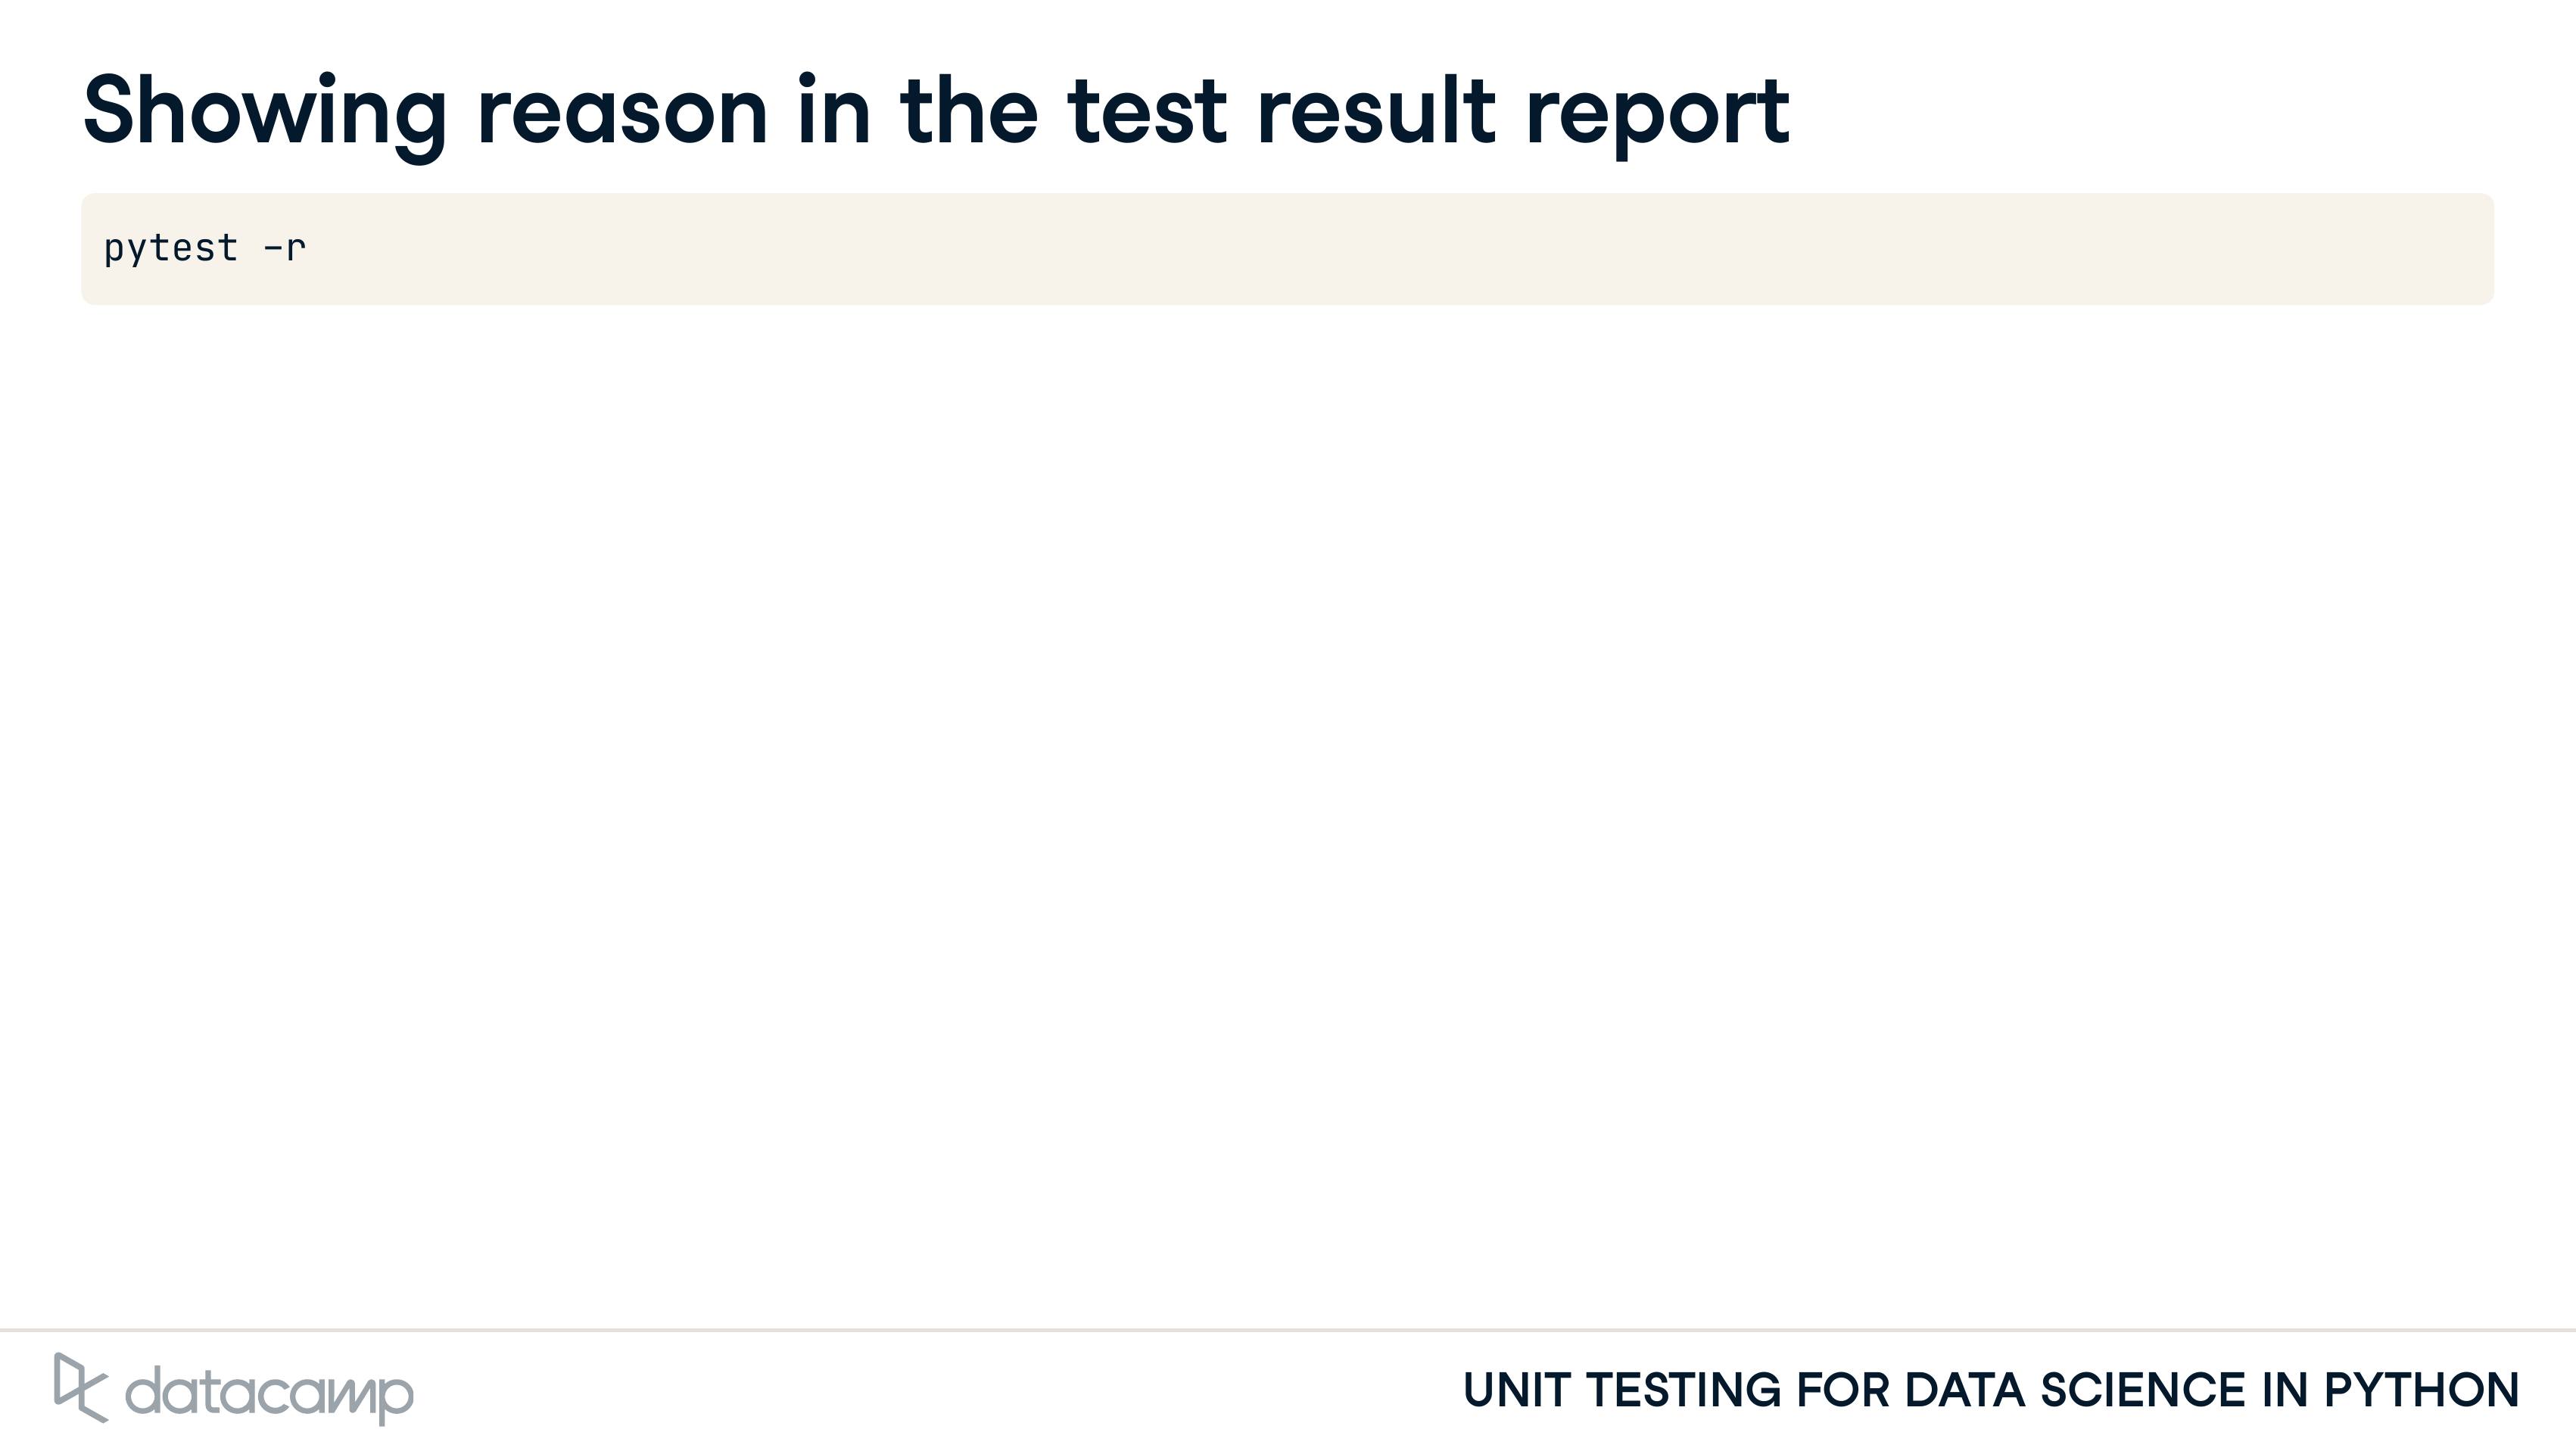 Showing reason in the test result report
pytest -r
datacamp
UNIT TESTING FOR DATA SCIENCE IN PYTHON